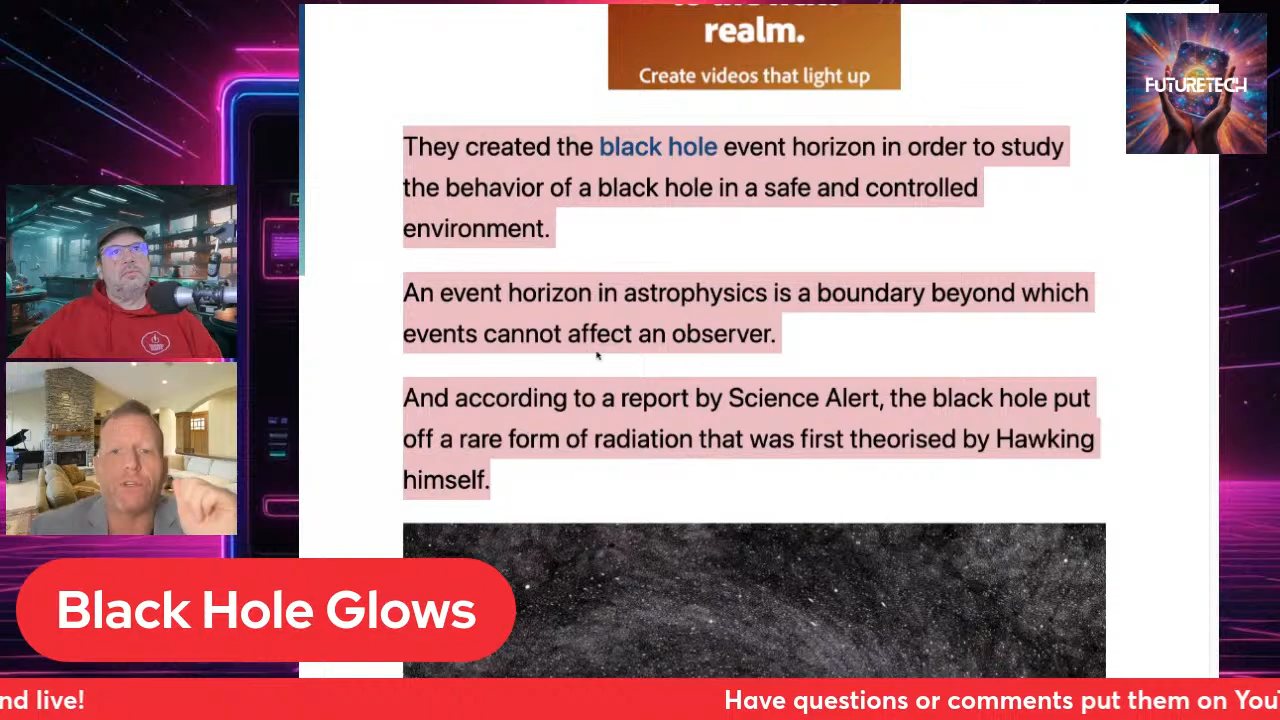 realm.
Create videos that light up
FUTURETECH
They created the black hole event horizon in order to study
the behavior of a black hole in a safe and controlled
environment.
An event horizon in astrophysics is a boundary beyond which
events cannot affect an observer.
And according to a report by Science Alert, the black hole put
off a rare form of radiation that was first theorised by Hawking
himself.
Black Hole Glows
nd live!
Have questions or comments put them on You